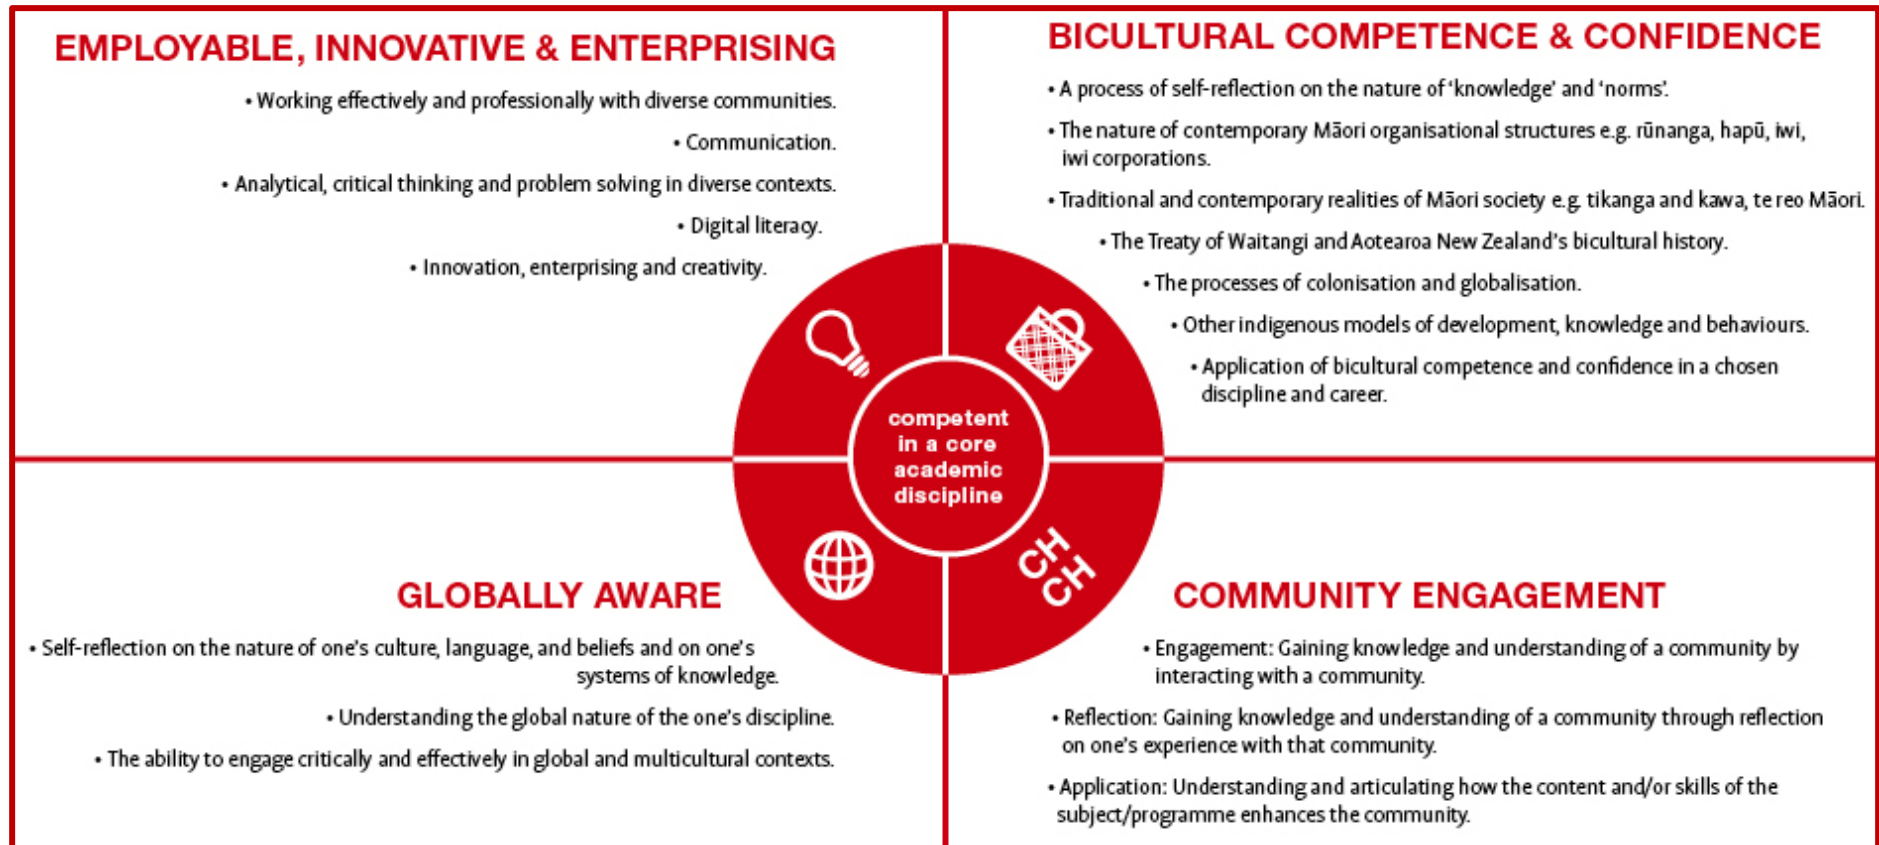 EMPLOYABLE, INNOVATIVE & ENTERPRISING
• Working effectively and professionally with diverse communities.
• Communication.
• Analytical, critical thinking and problem solving in diverse contexts.
• Digital literacy.
• Innovation, enterprising and creativity.
BICULTURAL COMPETENCE & CONFIDENCE
• A process of self-reflection on the nature of ‘knowledge’ and ‘norms’.
• The nature of contemporary Māori organisational structures e.g. rūnanga, hapū, iwi,
iwi corporations.
• Traditional and contemporary realities of Māori society e.g. tikanga and kawa, te reo Māori.
• The Treaty of Waitangi and Aotearoa New Zealand’s bicultural history.
• The processes of colonisation and globalisation.
• Other indigenous models of development, knowledge and behaviours.
• Application of bicultural competence and confidence in a chosen
discipline and career.
competent
in a core
academic
discipline
CH
CH
GLOBALLY AWARE
• Self-reflection on the nature of one’s culture, language, and beliefs and on one’s
systems of knowledge.
• Understanding the global nature of the one’s discipline.
• The ability to engage critically and effectively in global and multicultural contexts.
COMMUNITY ENGAGEMENT
• Engagement: Gaining knowledge and understanding of a community by
interacting with a community.
• Reflection: Gaining knowledge and understanding of a community through reflection
on one’s experience with that community.
• Application: Understanding and articulating how the content and/or skills of the
subject/programme enhances the community.